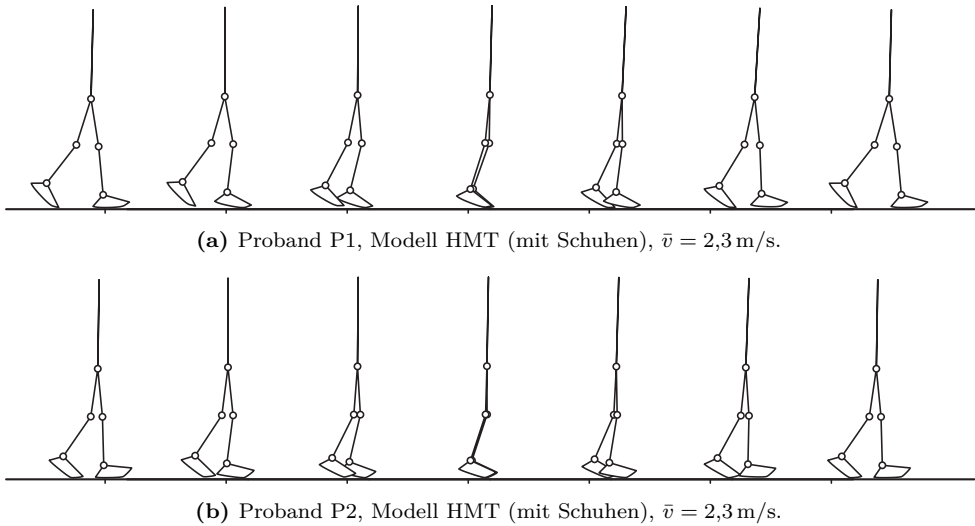 (a) Proband P1, Modell HMT (mit Schuhen), v̄ = 2,3 m/s.
(b) Proband P2, Modell HMT (mit Schuhen), v̄ = 2,3 m/s.